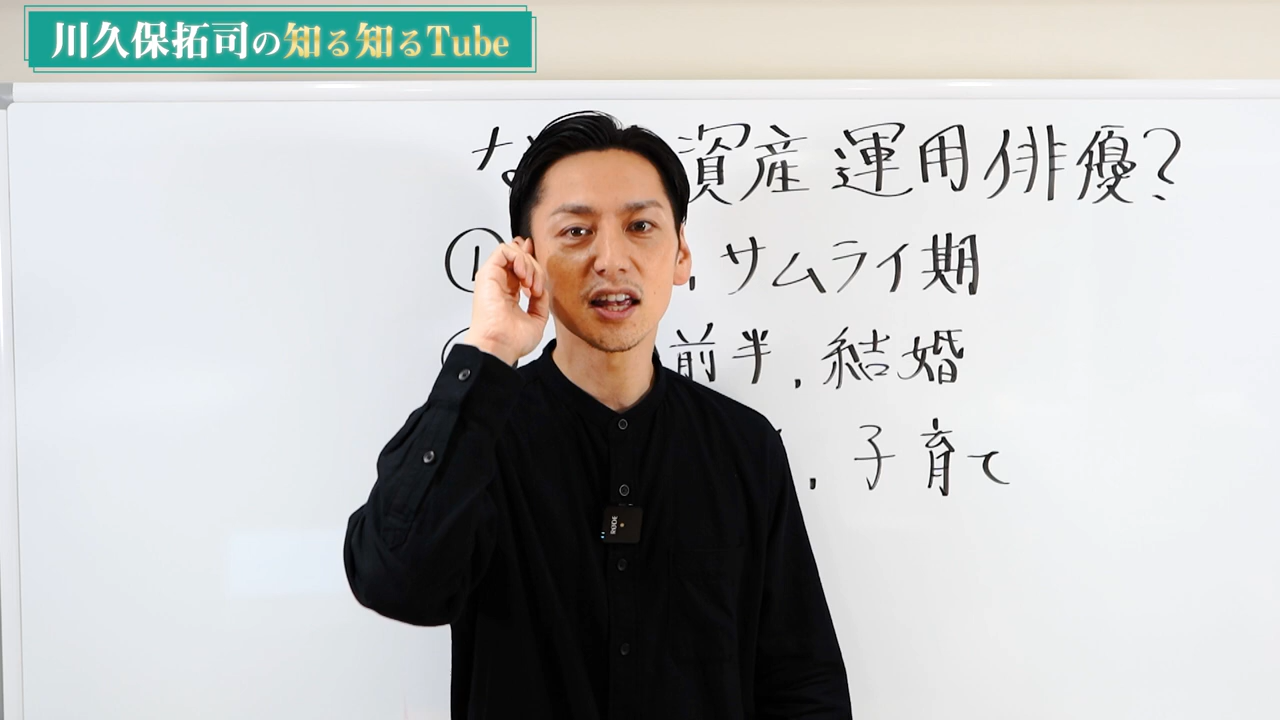 川久保拓司の知る知るTube
な 資産運用俳優?
① , サムライ期
前半, 結婚
, 子育て
RODE